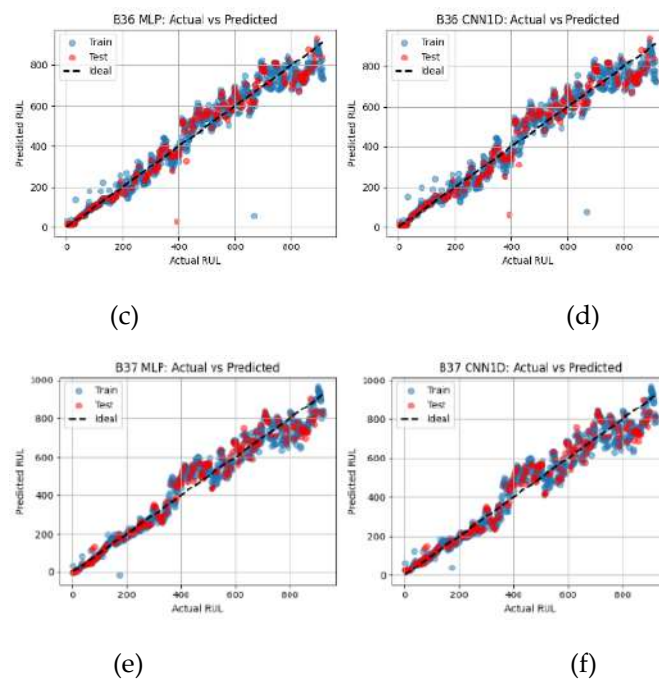 B36 MLP: Actual vs Predicted
Train
Test
Ideal
800
600
400
200
0
Predicted RUL
0 200 400 600 800
Actual RUL
(c)
B36 CNN1D: Actual vs Predicted
Train
Test
Ideal
800
600
400
200
0
Predicted RUL
0 200 400 600 800
Actual RUL
(d)
B37 MLP: Actual vs Predicted
Train
Test
Ideal
1000
800
600
400
200
0
Predicted RUL
0 200 400 600 800
Actual RUL
(e)
B37 CNN1D: Actual vs Predicted
Train
Test
Ideal
1000
800
600
400
200
0
Predicted RUL
0 200 400 600 800
Actual RUL
(f)